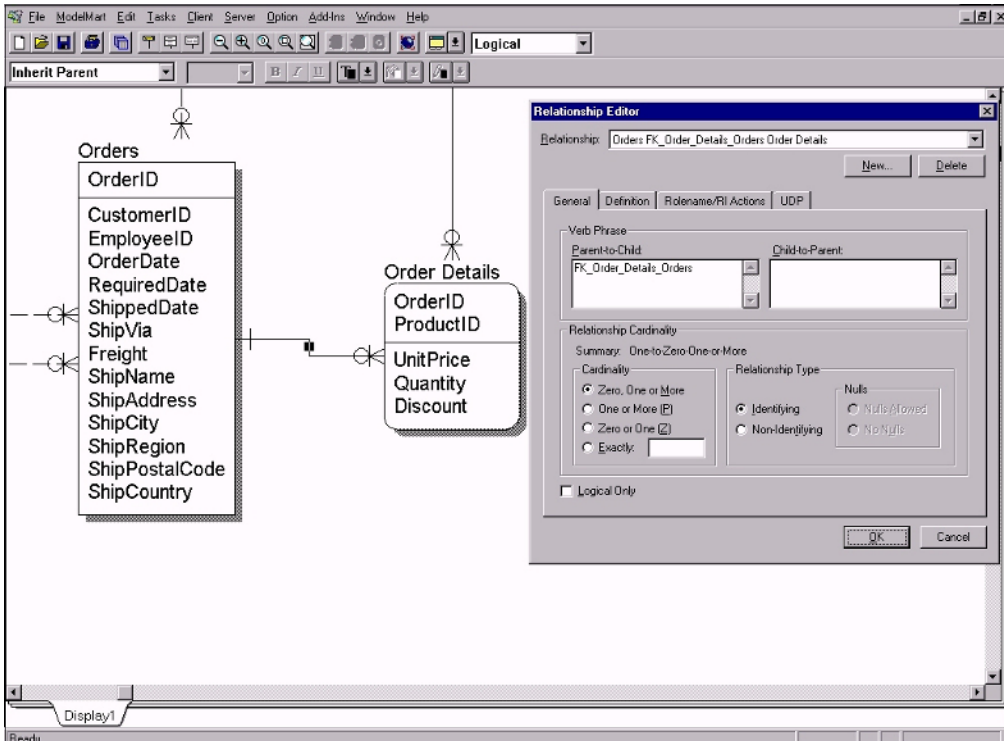 File ModelMart Edit Tasks Client Server Option Add-Ins Window Help
Logical
Inherit Parent
B I U
Orders
OrderID
CustomerID
EmployeeID
OrderDate
RequiredDate
ShippedDate
ShipVia
Freight
ShipName
ShipAddress
ShipCity
ShipRegion
ShipPostalCode
ShipCountry
Order Details
OrderID
ProductID
UnitPrice
Quantity
Discount
Relationship Editor
Relationship: Orders FK_Order_Details_Orders Order Details
New... Delete
General Definition Rolename/RI Actions UDP
Verb Phrase
Parent-to-Child: Child-to-Parent:
FK_Order_Details_Orders
Relationship Cardinality
Summary: One-to-Zero-One-or-More
Cardinality Relationship Type
Nulls
Zero, One or More
One or More (P) Identifying Nulls Allowed
Zero or One (Z) Non-Identifying No Nulls
Exactly:
Logical Only
OK Cancel
Display1
Ready